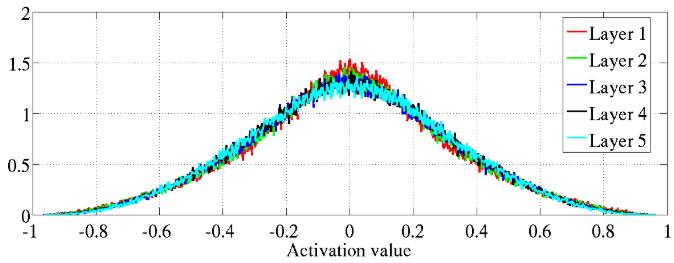 2
1.5
1
0.5
0
-1 -0.8 -0.6 -0.4 -0.2 0 0.2 0.4 0.6 0.8 1
Activation value
Layer 1
Layer 2
Layer 3
Layer 4
Layer 5